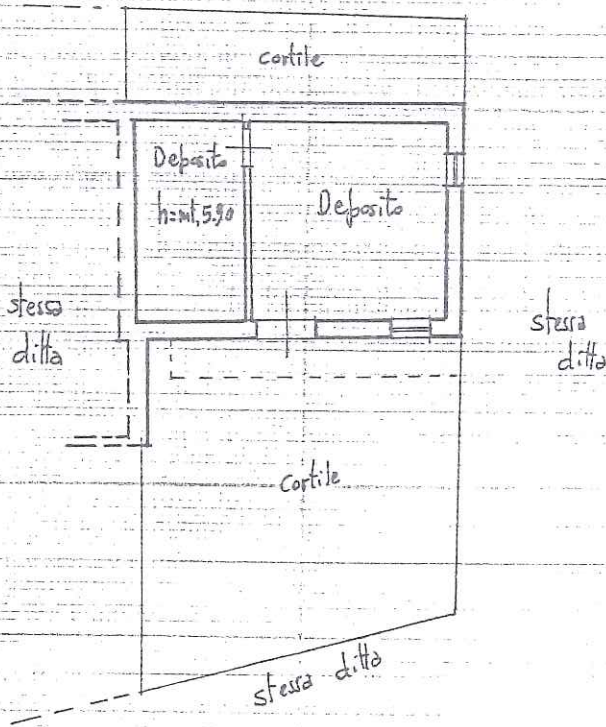 cortile
Deposito
h=mt, 5.90
Deposito
stessa
ditta
stessa
ditta
cortile
stessa ditta